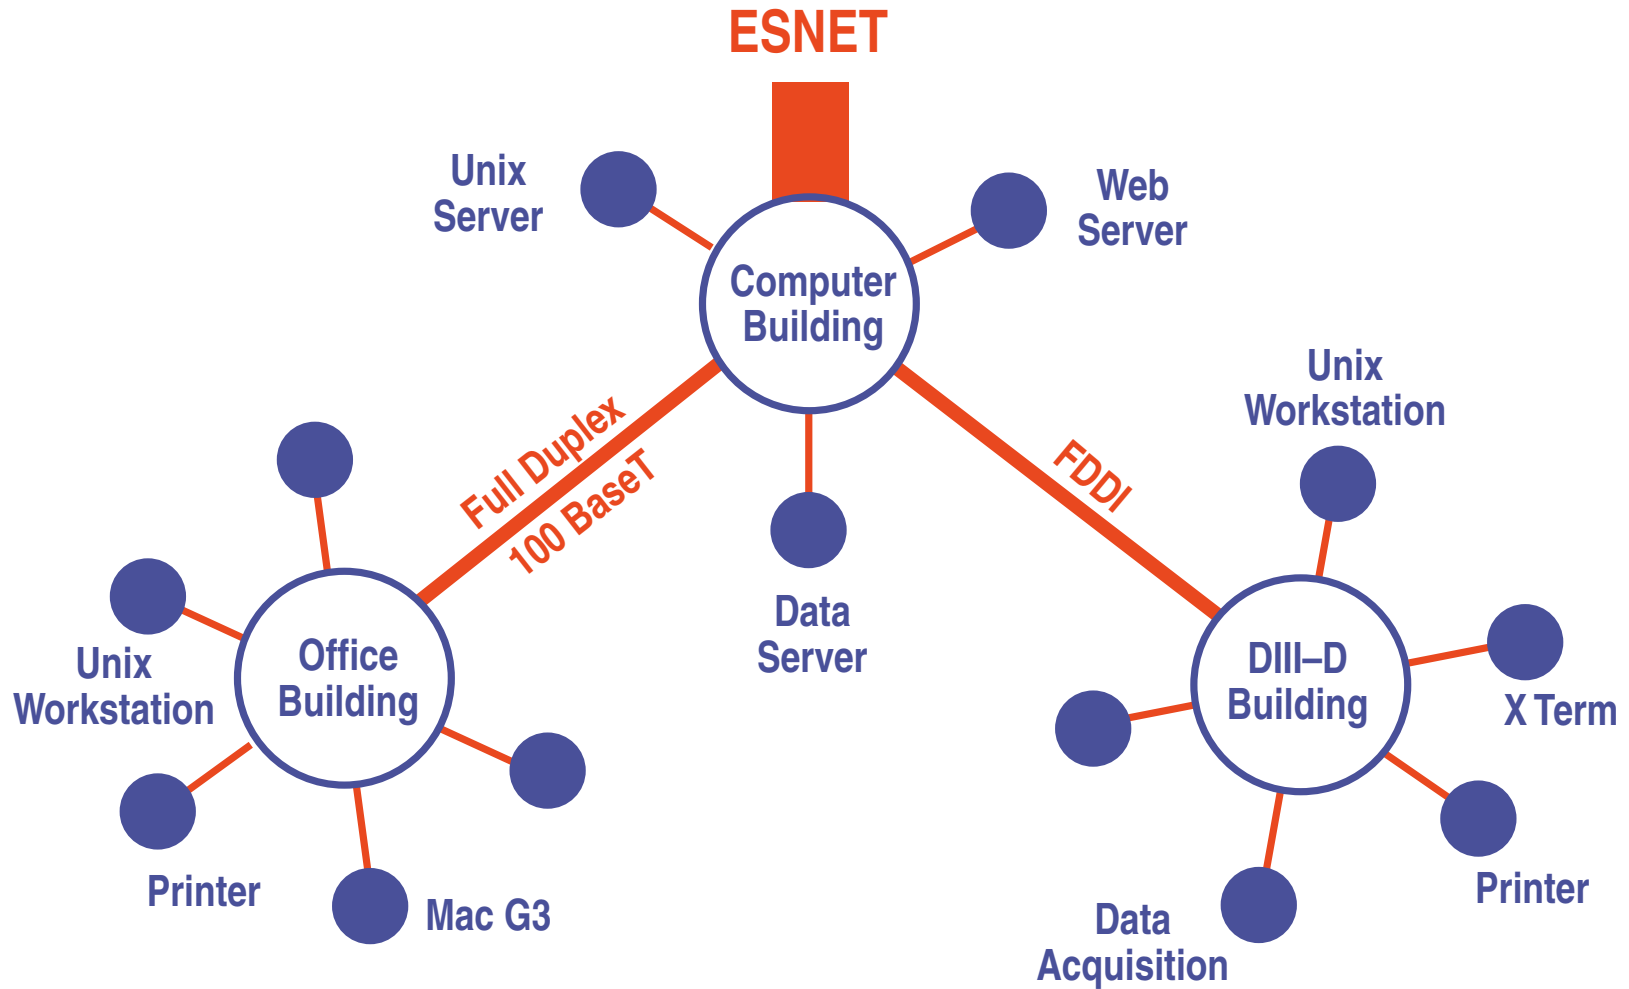 ESNET
Unix
Server
Web
Server
Computer
Building
Unix
Workstation
Full Duplex
100 BaseT
FDDI
Data
Server
Office
Building
Unix
Workstation
DIII–D
Building
X Term
Printer
Mac G3
Printer
Data
Acquisition